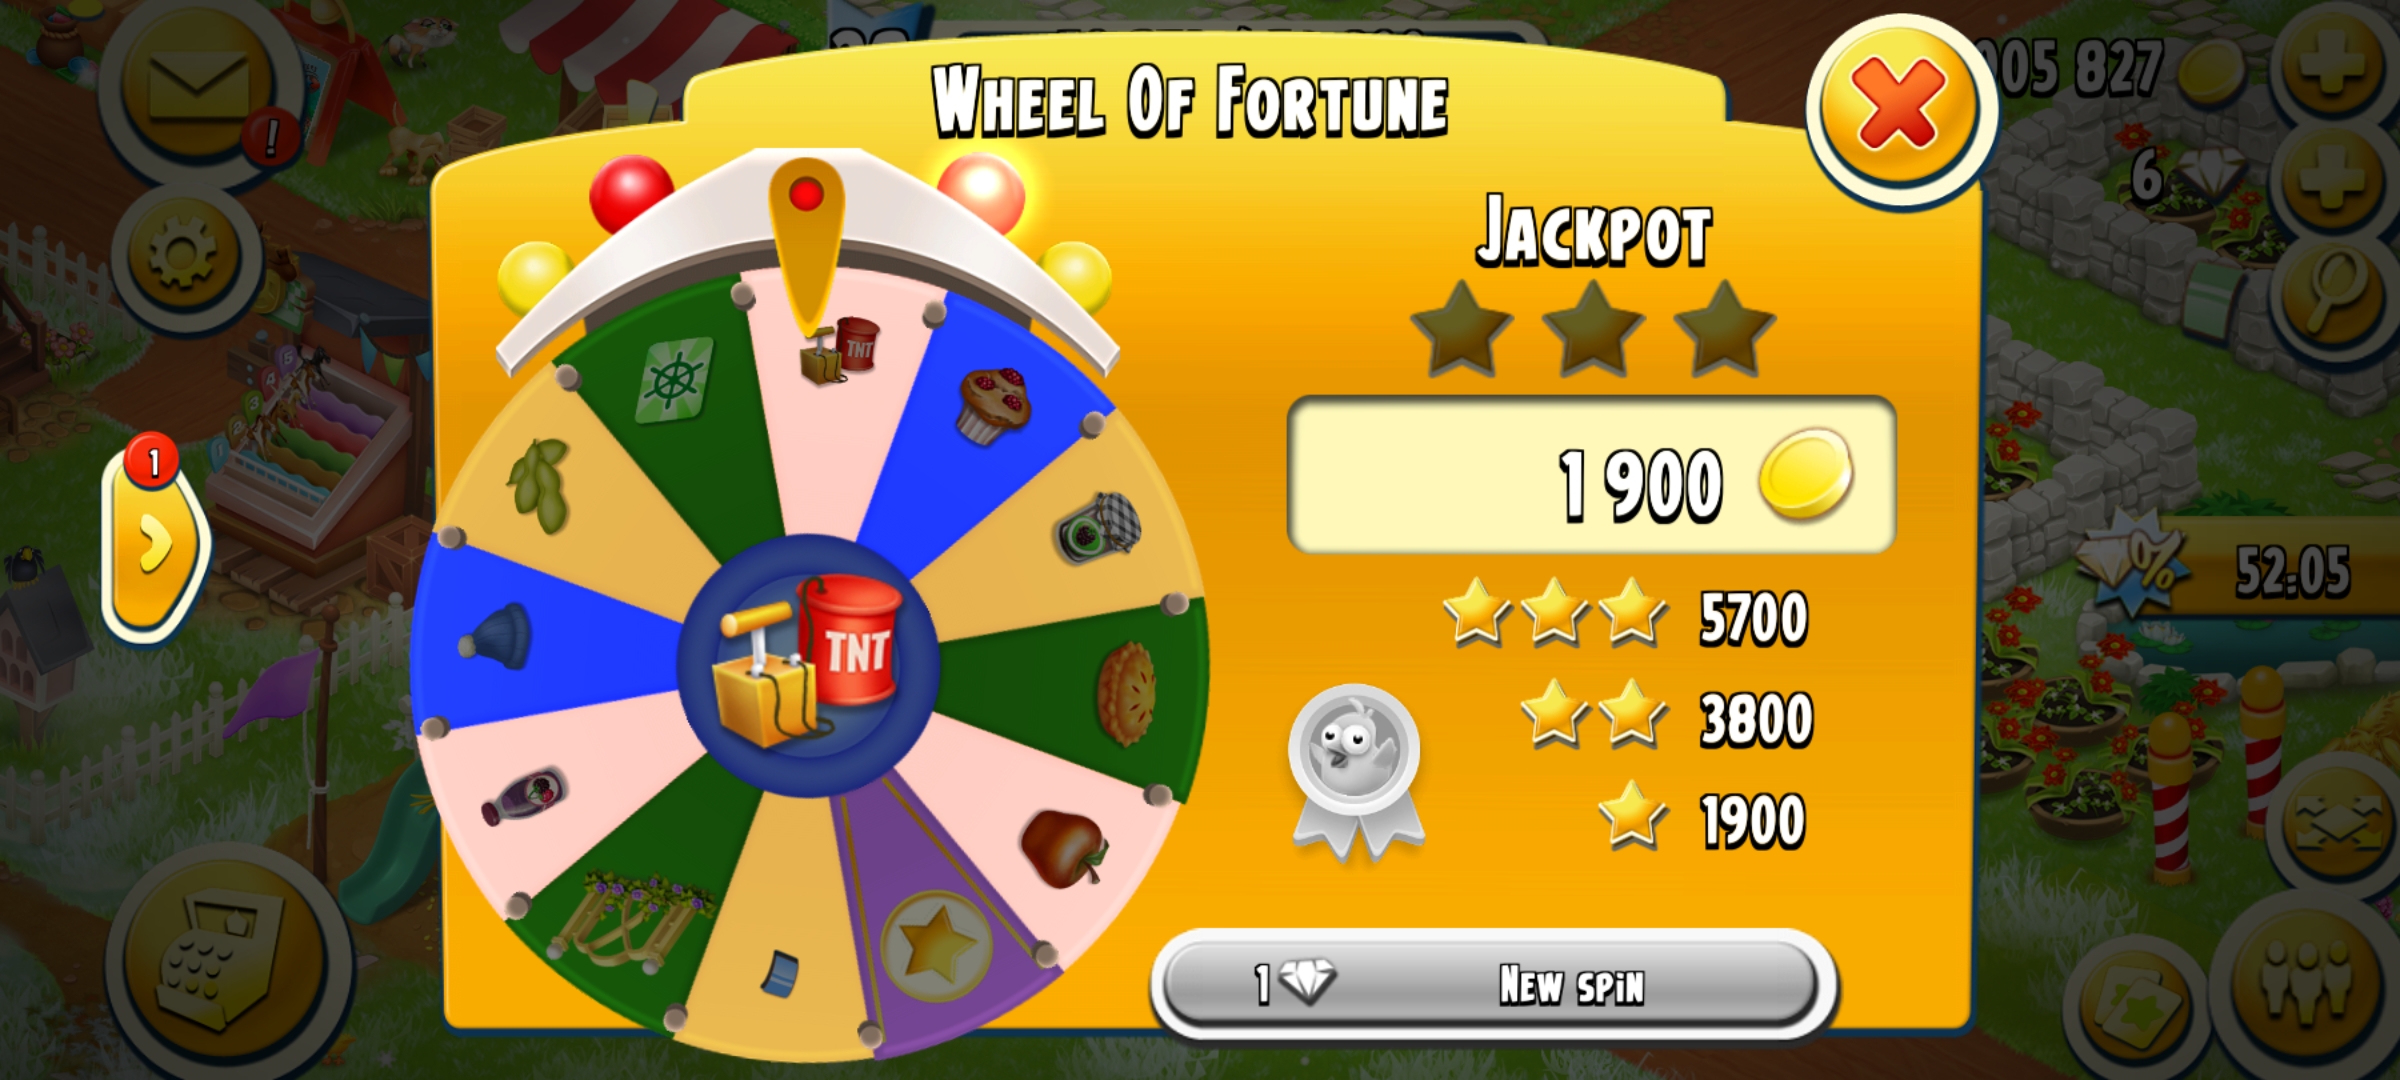 WHEEL OF FORTUNE
005 827
!
JACKPOT
6
TNT
1
1 900
%
52:05
5700
TNT
3800
1900
1
NEW SPIN